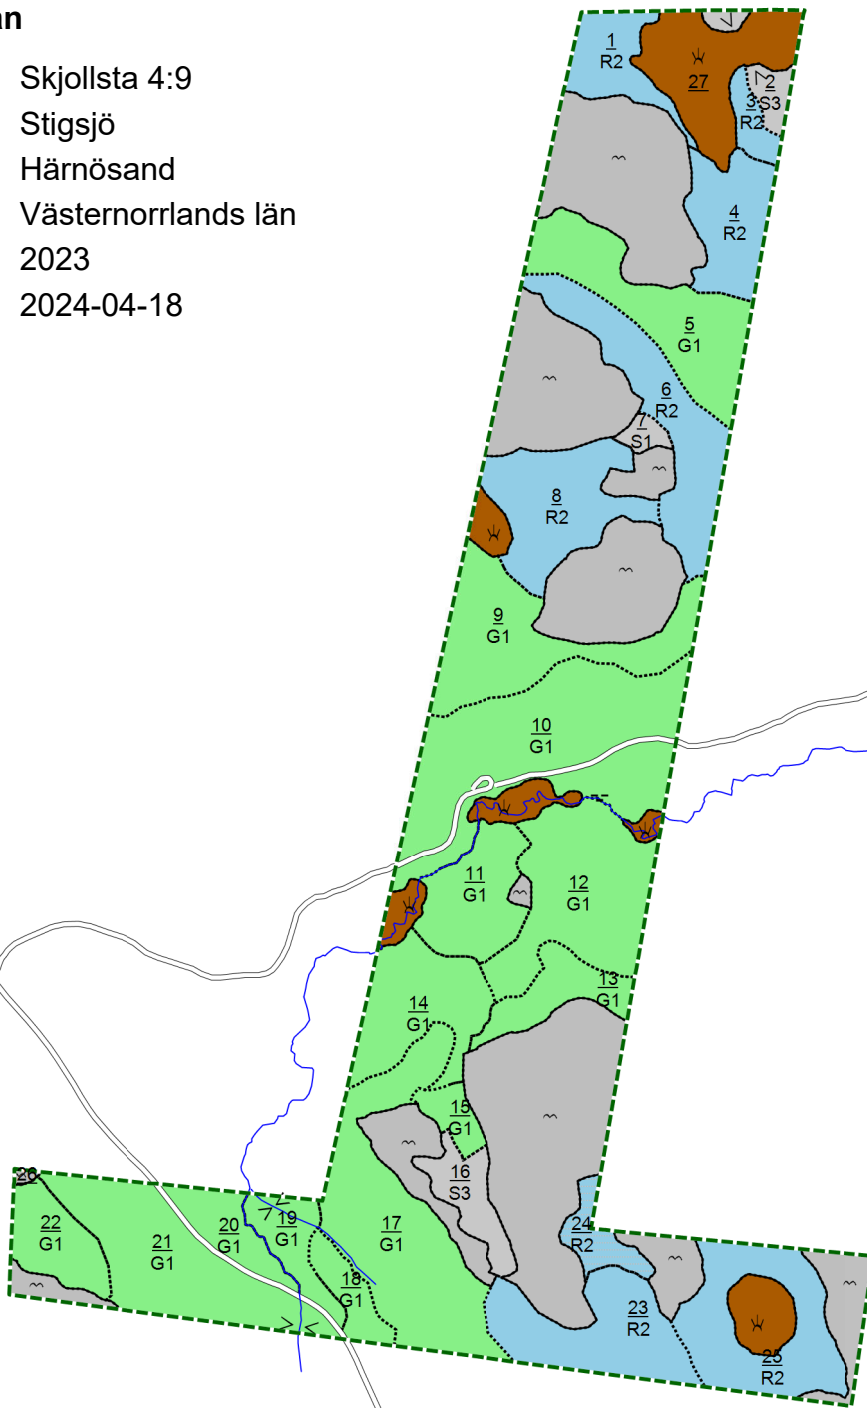 an
Skjollsta 4:9
Stigsjö
Härnösand
Västernorrlands län
2023
2024-04-18
1
R2
27
2
S3
3
R2
4
R2
5
G1
6
R2
7
S1
8
R2
9
G1
10
G1
11
G1
12
G1
13
G1
14
G1
15
G1
16
S3
17
G1
18
G1
19
G1
20
G1
21
G1
22
G1
26
24
R2
23
R2
25
R2